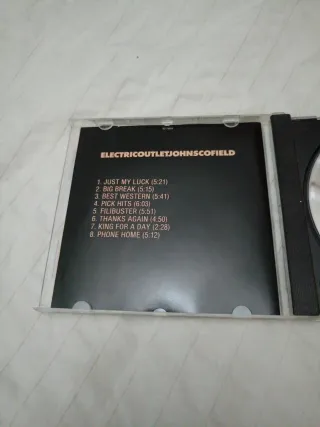 ELECTRICOUTLETJOHNSCOFIELD
1. JUST MY LUCK (5:21)
2. BIG BREAK (5:15)
3. BEST WESTERN (5:41)
4. PICK HITS (6:03)
5. FILIBUSTER (5:51)
6. THANKS AGAIN (4:50)
7. KING FOR A DAY (2:28)
8. PHONE HOME (5:12)